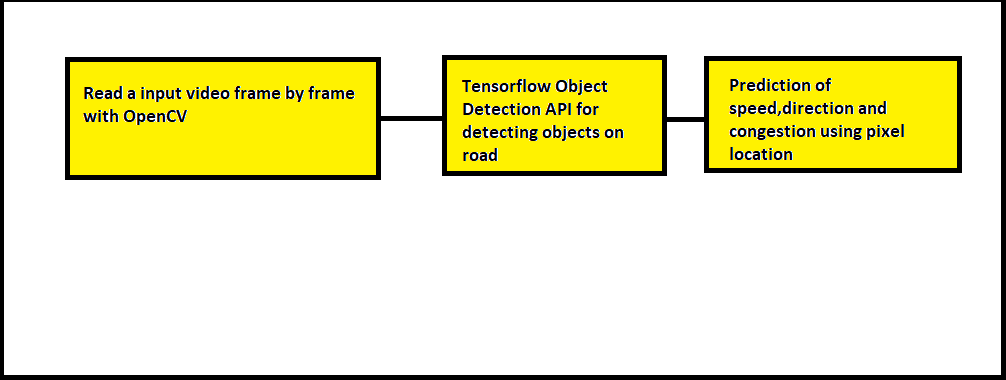 Read a input video frame by frame
with OpenCV
Tensorflow Object
Detection API for
detecting objects on
road
Prediction of
speed,direction and
congestion using pixel
location